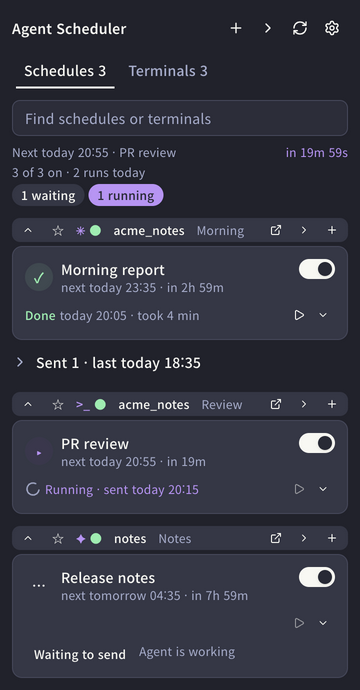 Agent Scheduler
Schedules 3 Terminals 3
Find schedules or terminals
Next today 20:55 · PR review in 19m 59s
3 of 3 on · 2 runs today
1 waiting 1 running
acme_notes Morning
Morning report
next today 23:35 · in 2h 59m
Done today 20:05 · took 4 min
Sent 1 · last today 18:35
>_ acme_notes Review
PR review
next today 20:55 · in 19m
Running · sent today 20:15
notes Notes
Release notes
next tomorrow 04:35 · in 7h 59m
Waiting to send Agent is working